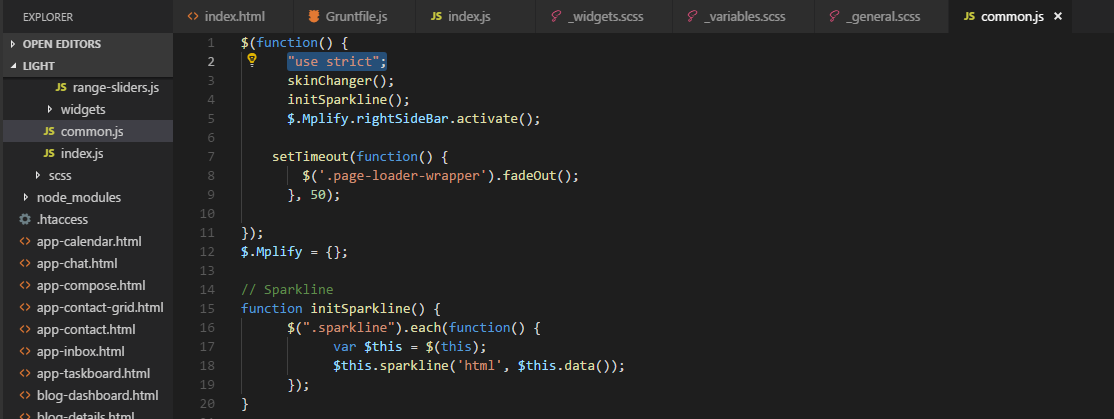 EXPLORER
OPEN EDITORS
LIGHT
JS range-sliders.js
widgets
JS common.js
JS index.js
scss
node_modules
.htaccess
<> app-calendar.html
<> app-chat.html
<> app-compose.html
<> app-contact-grid.html
<> app-contact.html
<> app-inbox.html
<> app-taskboard.html
<> blog-dashboard.html
<> blog-details.html
<> index.html Gruntfile.js JS index.js _widgets.scss _variables.scss _general.scss JS common.js ×
1 $(function() {
2 "use strict";
3 skinChanger();
4 initSparkline();
5 $.Mplify.rightSideBar.activate();
6
7 setTimeout(function() {
8 $('.page-loader-wrapper').fadeOut();
9 }, 50);
10
11 });
12 $.Mplify = {};
13
14 // Sparkline
15 function initSparkline() {
16 $(".sparkline").each(function() {
17 var $this = $(this);
18 $this.sparkline('html', $this.data());
19 });
20 }